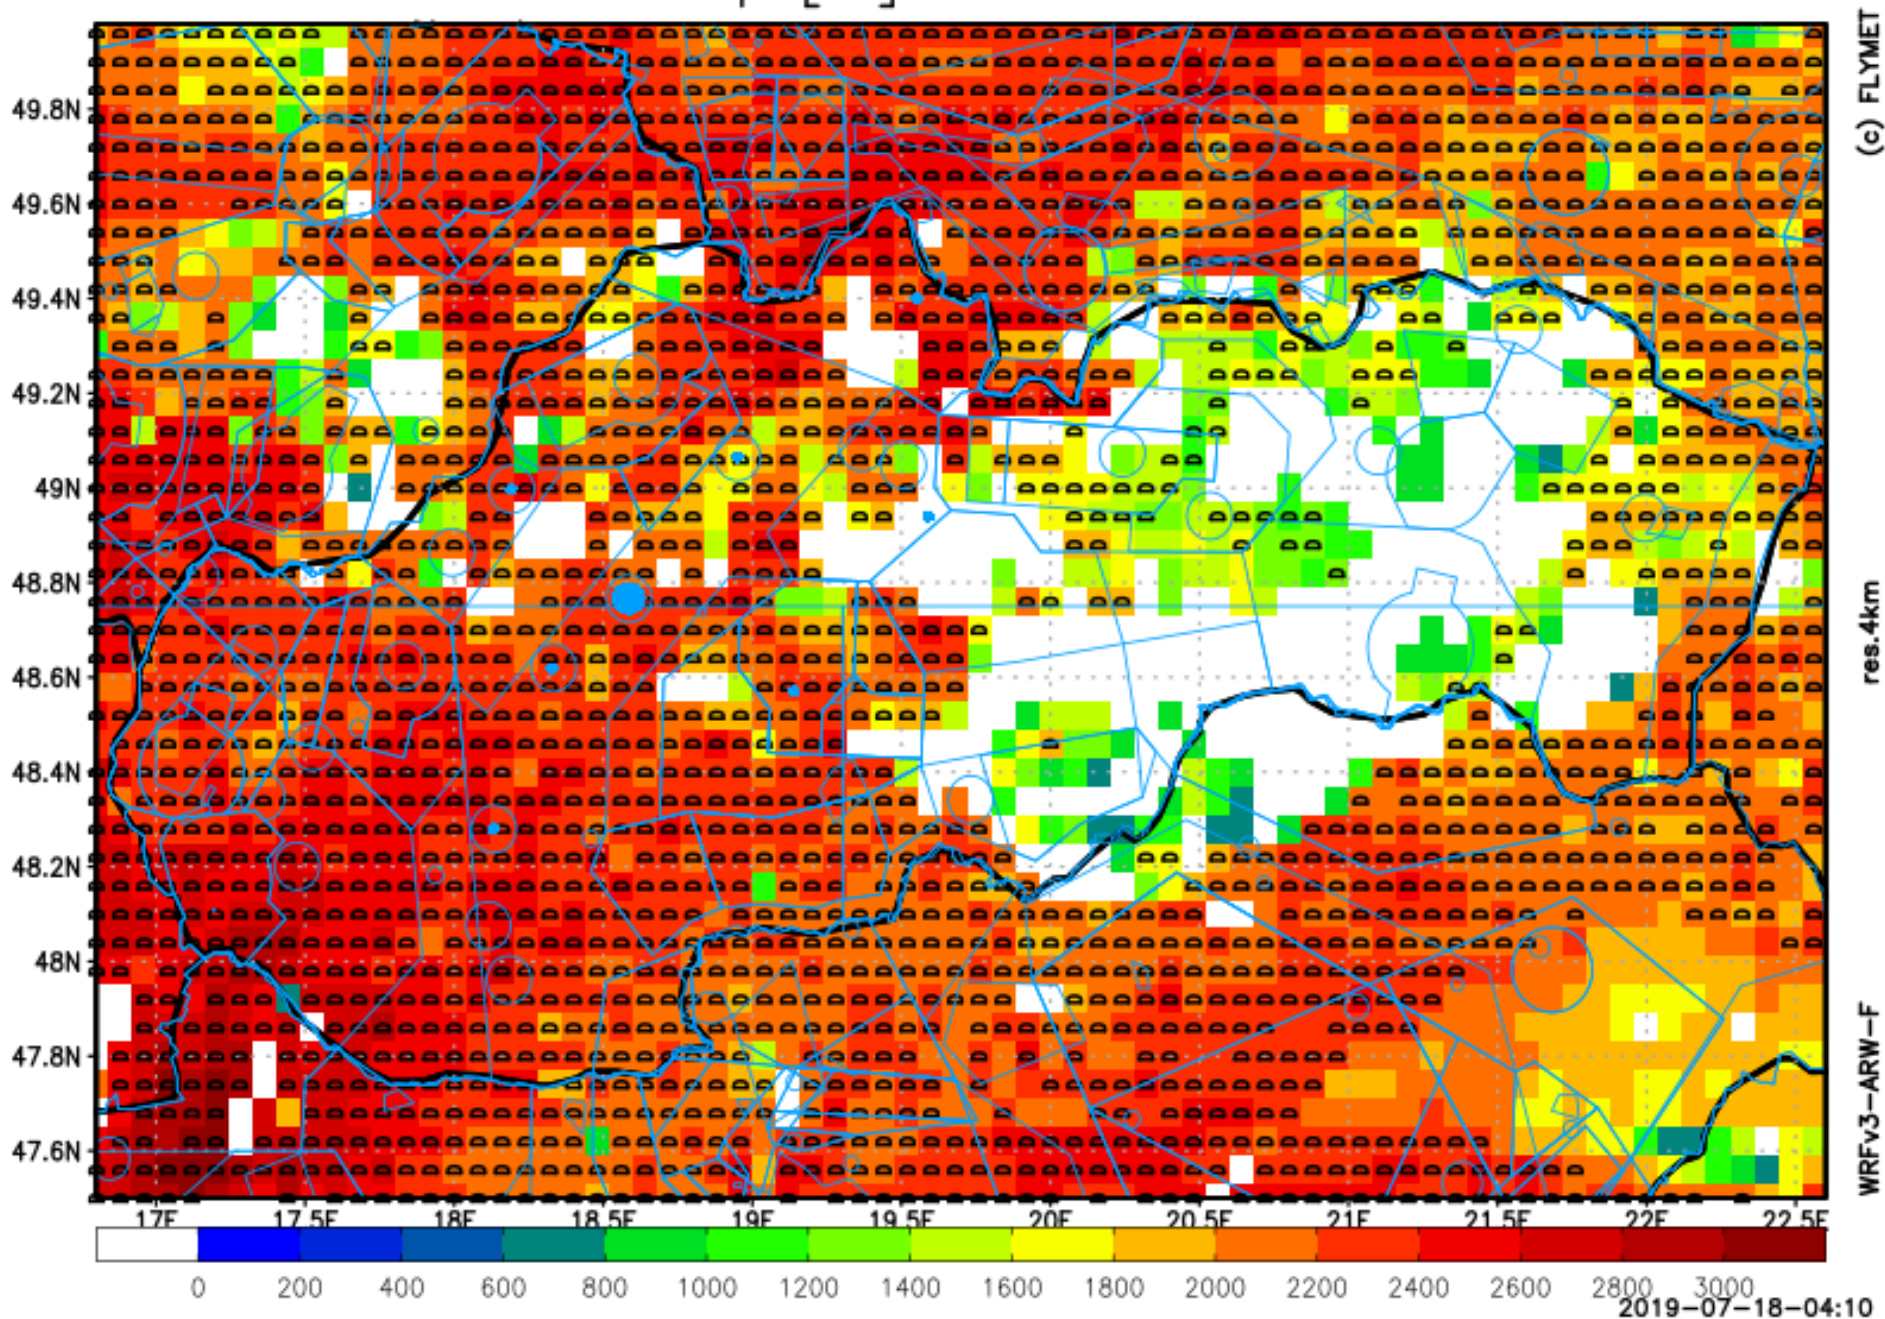 (c) FLYMET
49.8N
49.6N
49.4N
49.2N
49N
48.8N
48.6N
48.4N
48.2N
48N
47.8N
47.6N
res.4km
WRFv3-ARW-F
17E 17.5E 18E 18.5E 19E 19.5E 20E 20.5E 21E 21.5E 22E 22.5E
0 200 400 600 800 1000 1200 1400 1600 1800 2000 2200 2400 2600 2800 3000
2019-07-18-04:10